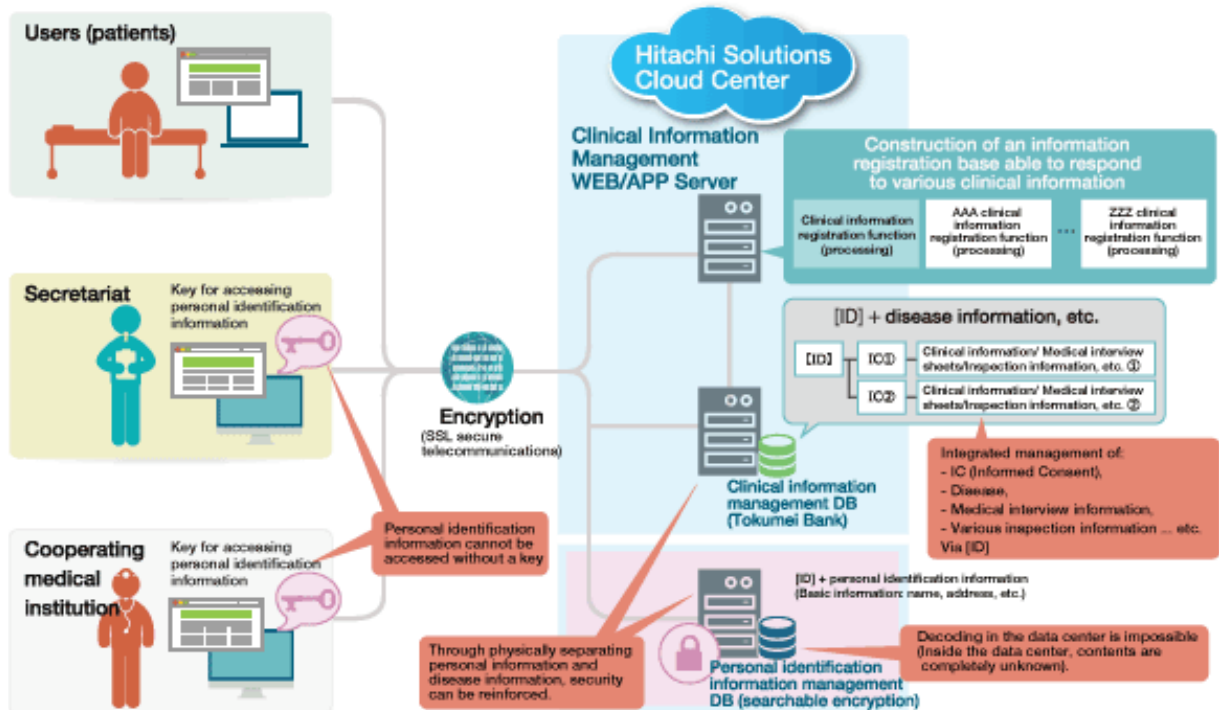 Users (patients)
Hitachi Solutions
Cloud Center
Clinical Information
Management
WEB/APP Server
Construction of an information
registration base able to respond
to various clinical information
Clinical information
registration function
(processing)
AAA clinical
information
registration function
(processing)
...
ZZZ clinical
information
registration function
(processing)
Secretariat
Key for accessing
personal identification
information
[ID] + disease information, etc.
[ID]
IC①
Clinical information/ Medical interview
sheets/Inspection information, etc. ①
IC②
Clinical information/ Medical interview
sheets/Inspection information, etc. ②
Encryption
(SSL secure
telecommunications)
Integrated management of:
- IC (Informed Consent),
- Disease,
- Medical interview information,
- Various inspection information ... etc.
Via [ID]
Clinical information
management DB
(Tokumei Bank)
Personal identification
information cannot be
accessed without a key
Cooperating
medical
institution
Key for accessing
personal identification
information
[ID] + personal identification information
(Basic information: name, address, etc.)
Through physically separating
personal information and
disease information, security
can be reinforced.
Decoding in the data center is impossible
(Inside the data center, contents are
completely unknown).
Personal identification
information management
DB (searchable encryption)